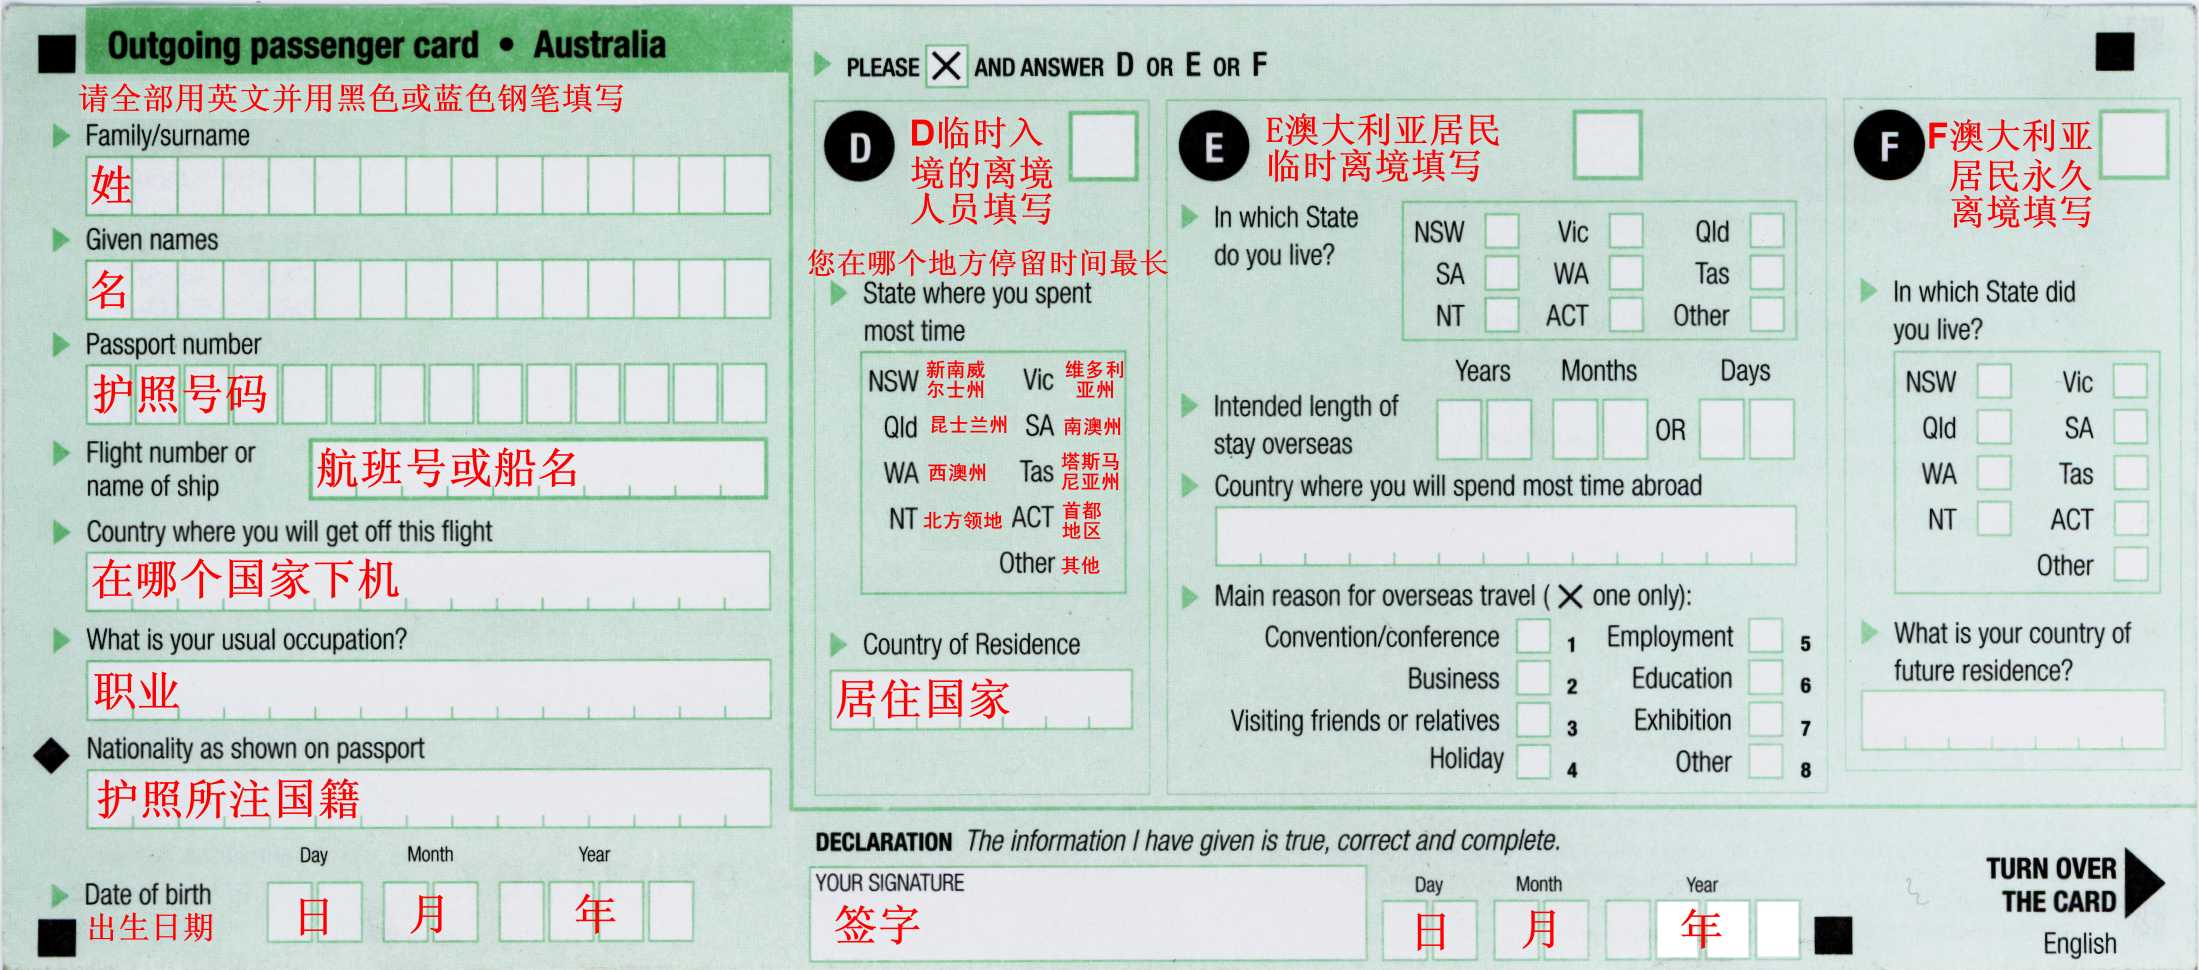 Outgoing passenger card • Australia
请全部用英文并用黑色或蓝色钢笔填写
Family/surname
姓
Given names
名
Passport number
护照号码
Flight number or
name of ship
航班号或船名
Country where you will get off this flight
在哪个国家下机
What is your usual occupation?
职业
Nationality as shown on passport
护照所注国籍
Day Month Year
Date of birth
出生日期
日 月 年
PLEASE X AND ANSWER D OR E OR F
D
D临时入
境的离境
人员填写
您在哪个地方停留时间最长
State where you spent
most time
NSW 新南威
尔士州
Vic 维多利
亚州
Qld 昆士兰州 SA 南澳州
WA 西澳州 Tas 塔斯马
尼亚州
NT 北方领地 ACT 首都
地区
Other 其他
Country of Residence
居住国家
E
E澳大利亚居民
临时离境填写
In which State
do you live?
NSW Vic Qld
SA WA Tas
NT ACT Other
Years Months Days
Intended length of
stay overseas
OR
Country where you will spend most time abroad
Main reason for overseas travel ( X one only):
Convention/conference 1 Employment 5
Business 2 Education 6
Visiting friends or relatives 3 Exhibition 7
Holiday 4 Other 8
F
F澳大利亚
居民永久
离境填写
In which State did
you live?
NSW Vic
Qld SA
WA Tas
NT ACT
Other
What is your country of
future residence?
DECLARATION The information I have given is true, correct and complete.
YOUR SIGNATURE
签字
Day Month Year
日 月 年
TURN OVER
THE CARD
English